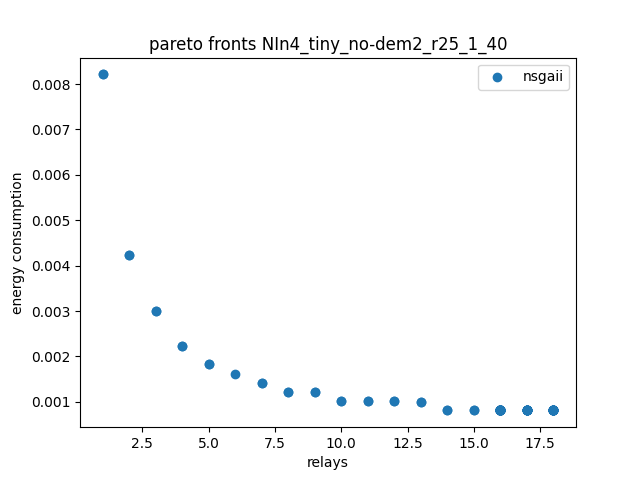 pareto fronts NIn4_tiny_no-dem2_r25_1_40
nsgaii
0.008
0.007
0.006
0.005
0.004
0.003
0.002
0.001
energy consumption
2.5 5.0 7.5 10.0 12.5 15.0 17.5
relays